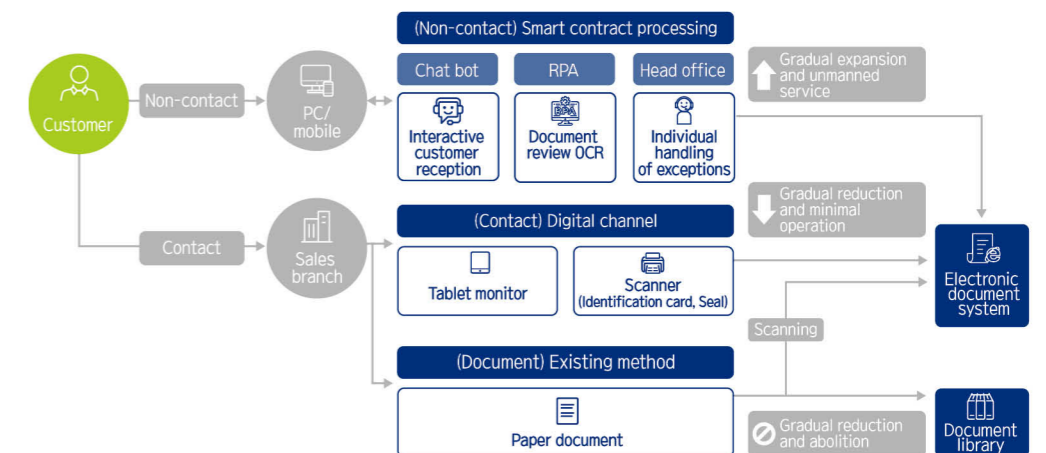 (Non-contact) Smart contract processing
Chat bot
RPA
Head office
Gradual expansion
and unmanned
service
Customer
Non-contact
PC/
mobile
RPA
Interactive
customer
reception
Document
review OCR
Individual
handling
of exceptions
Gradual reduction
and minimal
operation
(Contact) Digital channel
Contact
Sales
branch
Tablet monitor
Scanner
(Identification card, Seal)
Electronic
document
system
Scanning
(Document) Existing method
Paper document
Gradual reduction
and abolition
Document
library